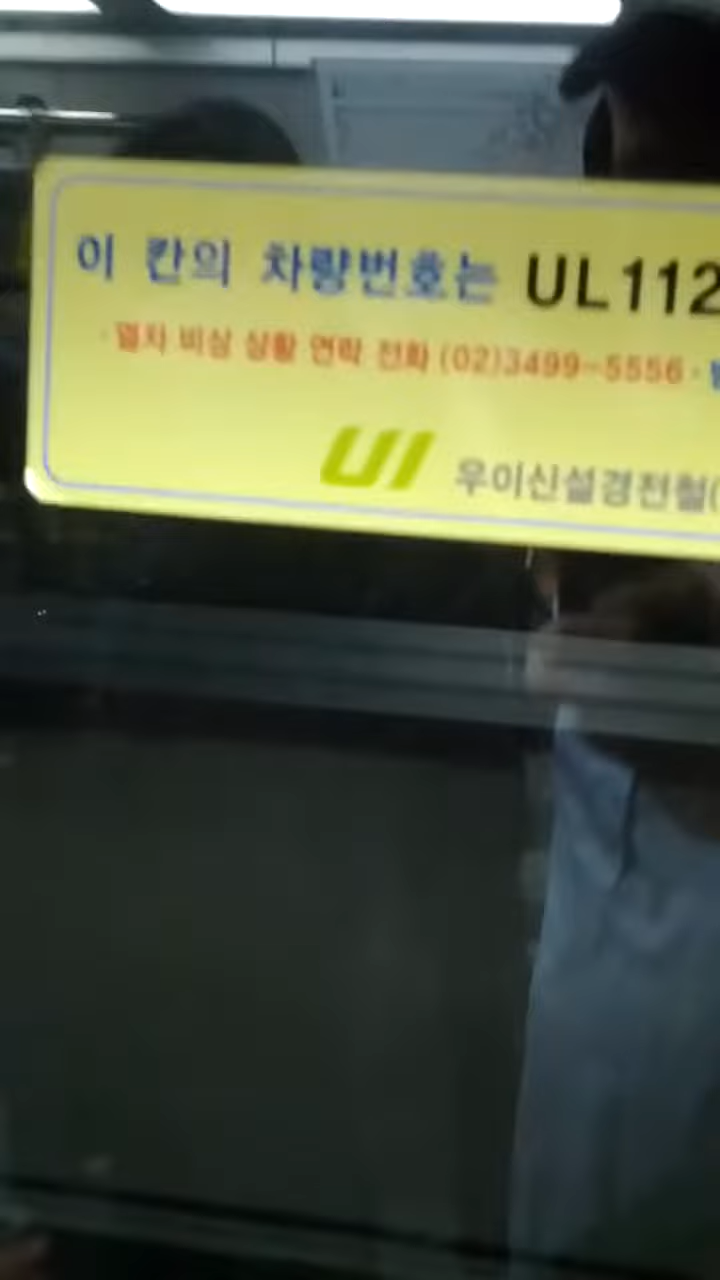 이 칸의 차량번호는 UL112
· 열차 비상 상황 연락 전화 (02)3499-5556 ·
UI 우이신설경전철(